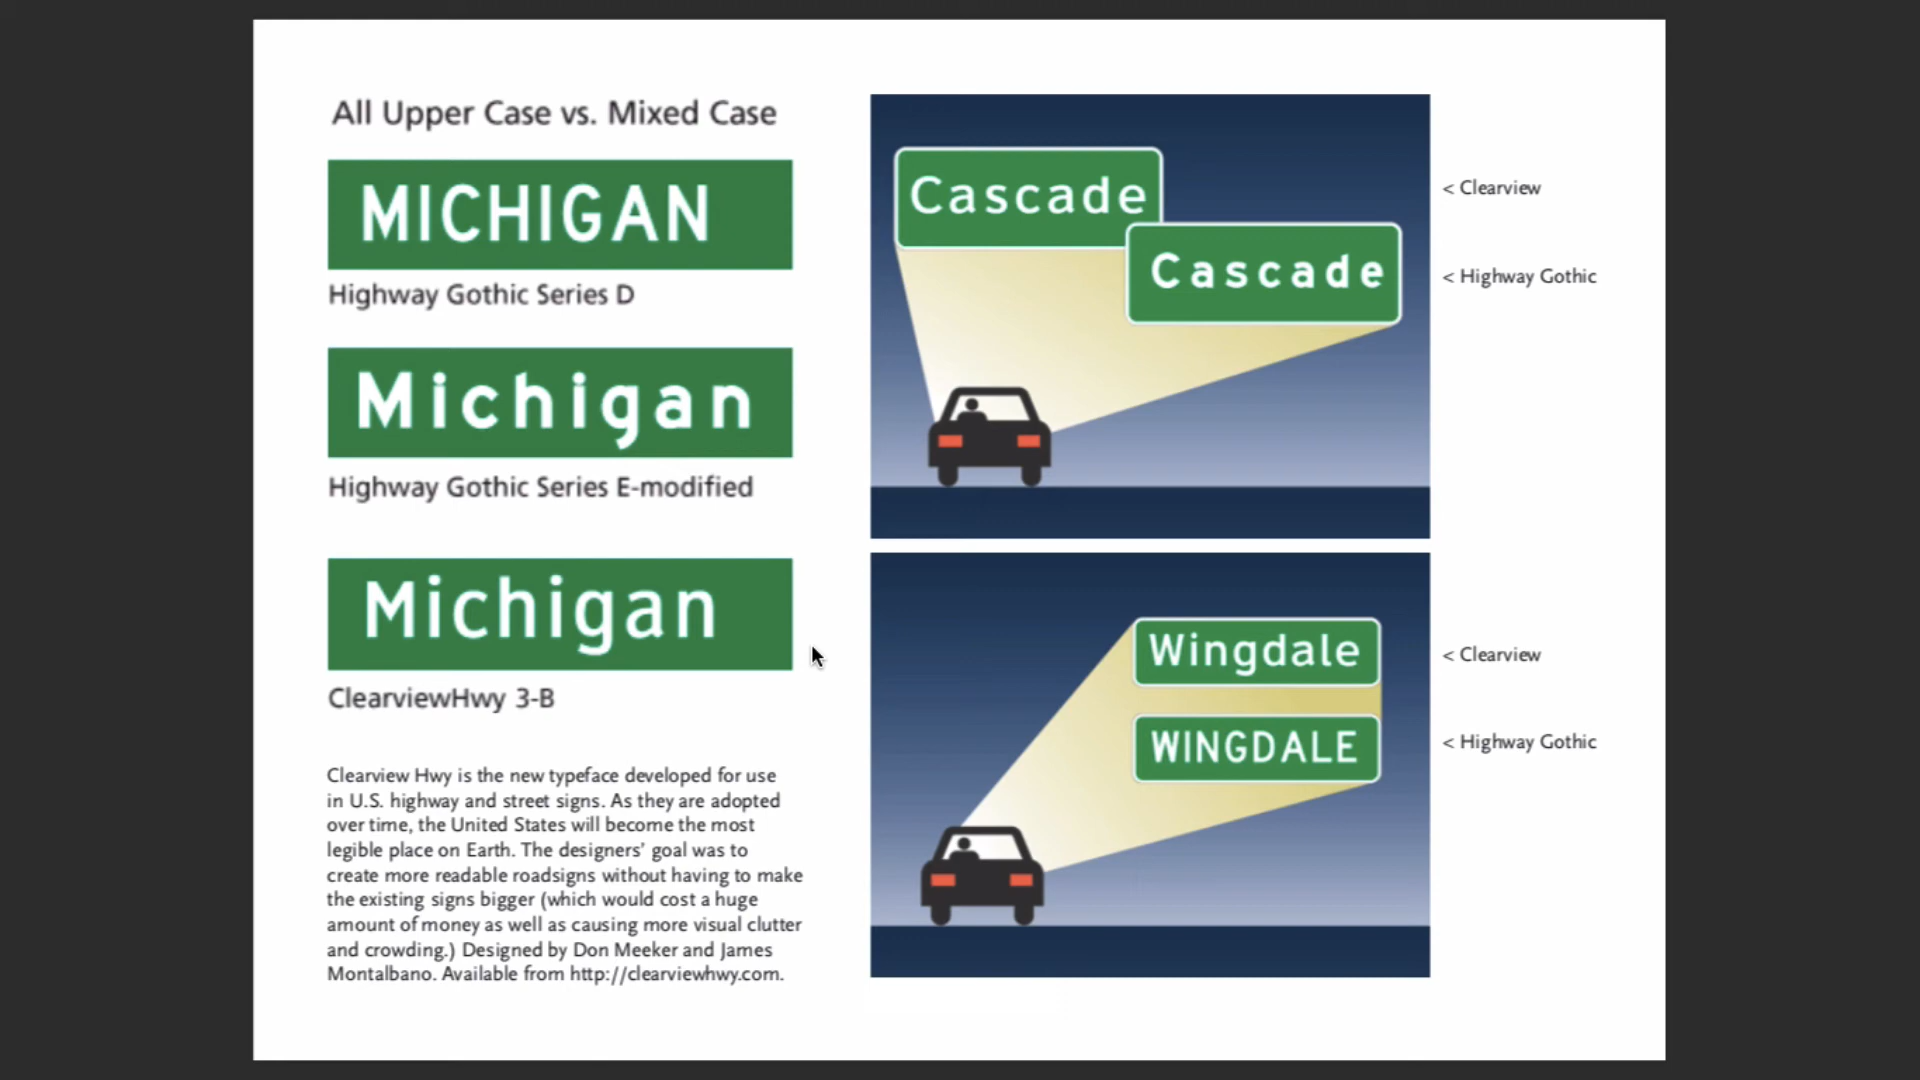 All Upper Case vs. Mixed Case
MICHIGAN
Highway Gothic Series D
Michigan
Highway Gothic Series E-modified
Michigan
ClearviewHwy 3-B
Clearview Hwy is the new typeface developed for use
in U.S. highway and street signs. As they are adopted
over time, the United States will become the most
legible place on Earth. The designers' goal was to
create more readable roadsigns without having to make
the existing signs bigger (which would cost a huge
amount of money as well as causing more visual clutter
and crowding.) Designed by Don Meeker and James
Montalbano. Available from http://clearviewhwy.com.
Cascade
< Clearview
Cascade
< Highway Gothic
Wingdale
< Clearview
WINGDALE
< Highway Gothic